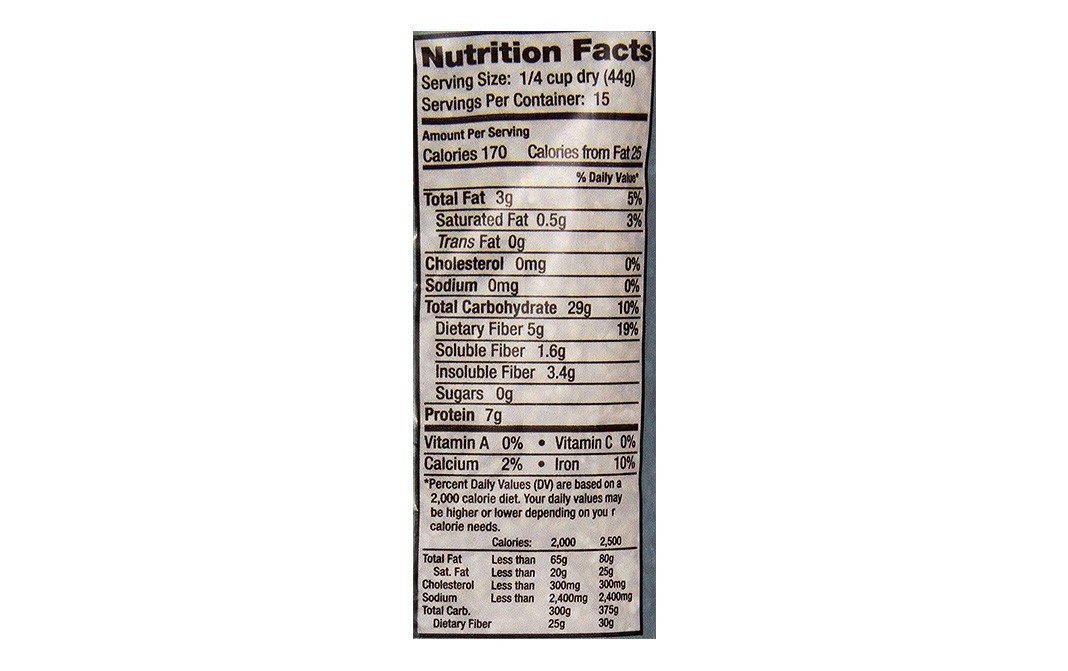 Nutrition Facts
Serving Size: 1/4 cup dry (44g)
Servings Per Container: 15
Amount Per Serving
Calories 170 Calories from Fat 25
% Daily Value*
Total Fat 3g 5%
Saturated Fat 0.5g 3%
Trans Fat 0g
Cholesterol 0mg 0%
Sodium 0mg 0%
Total Carbohydrate 29g 10%
Dietary Fiber 5g 19%
Soluble Fiber 1.6g
Insoluble Fiber 3.4g
Sugars 0g
Protein 7g
Vitamin A 0% • Vitamin C 0%
Calcium 2% • Iron 10%
*Percent Daily Values (DV) are based on a
2,000 calorie diet. Your daily values may
be higher or lower depending on you r
calorie needs.
Calories: 2,000 2,500
Total Fat Less than 65g 80g
Sat. Fat Less than 20g 25g
Cholesterol Less than 300mg 300mg
Sodium Less than 2,400mg 2,400mg
Total Carb. 300g 375g
Dietary Fiber 25g 30g